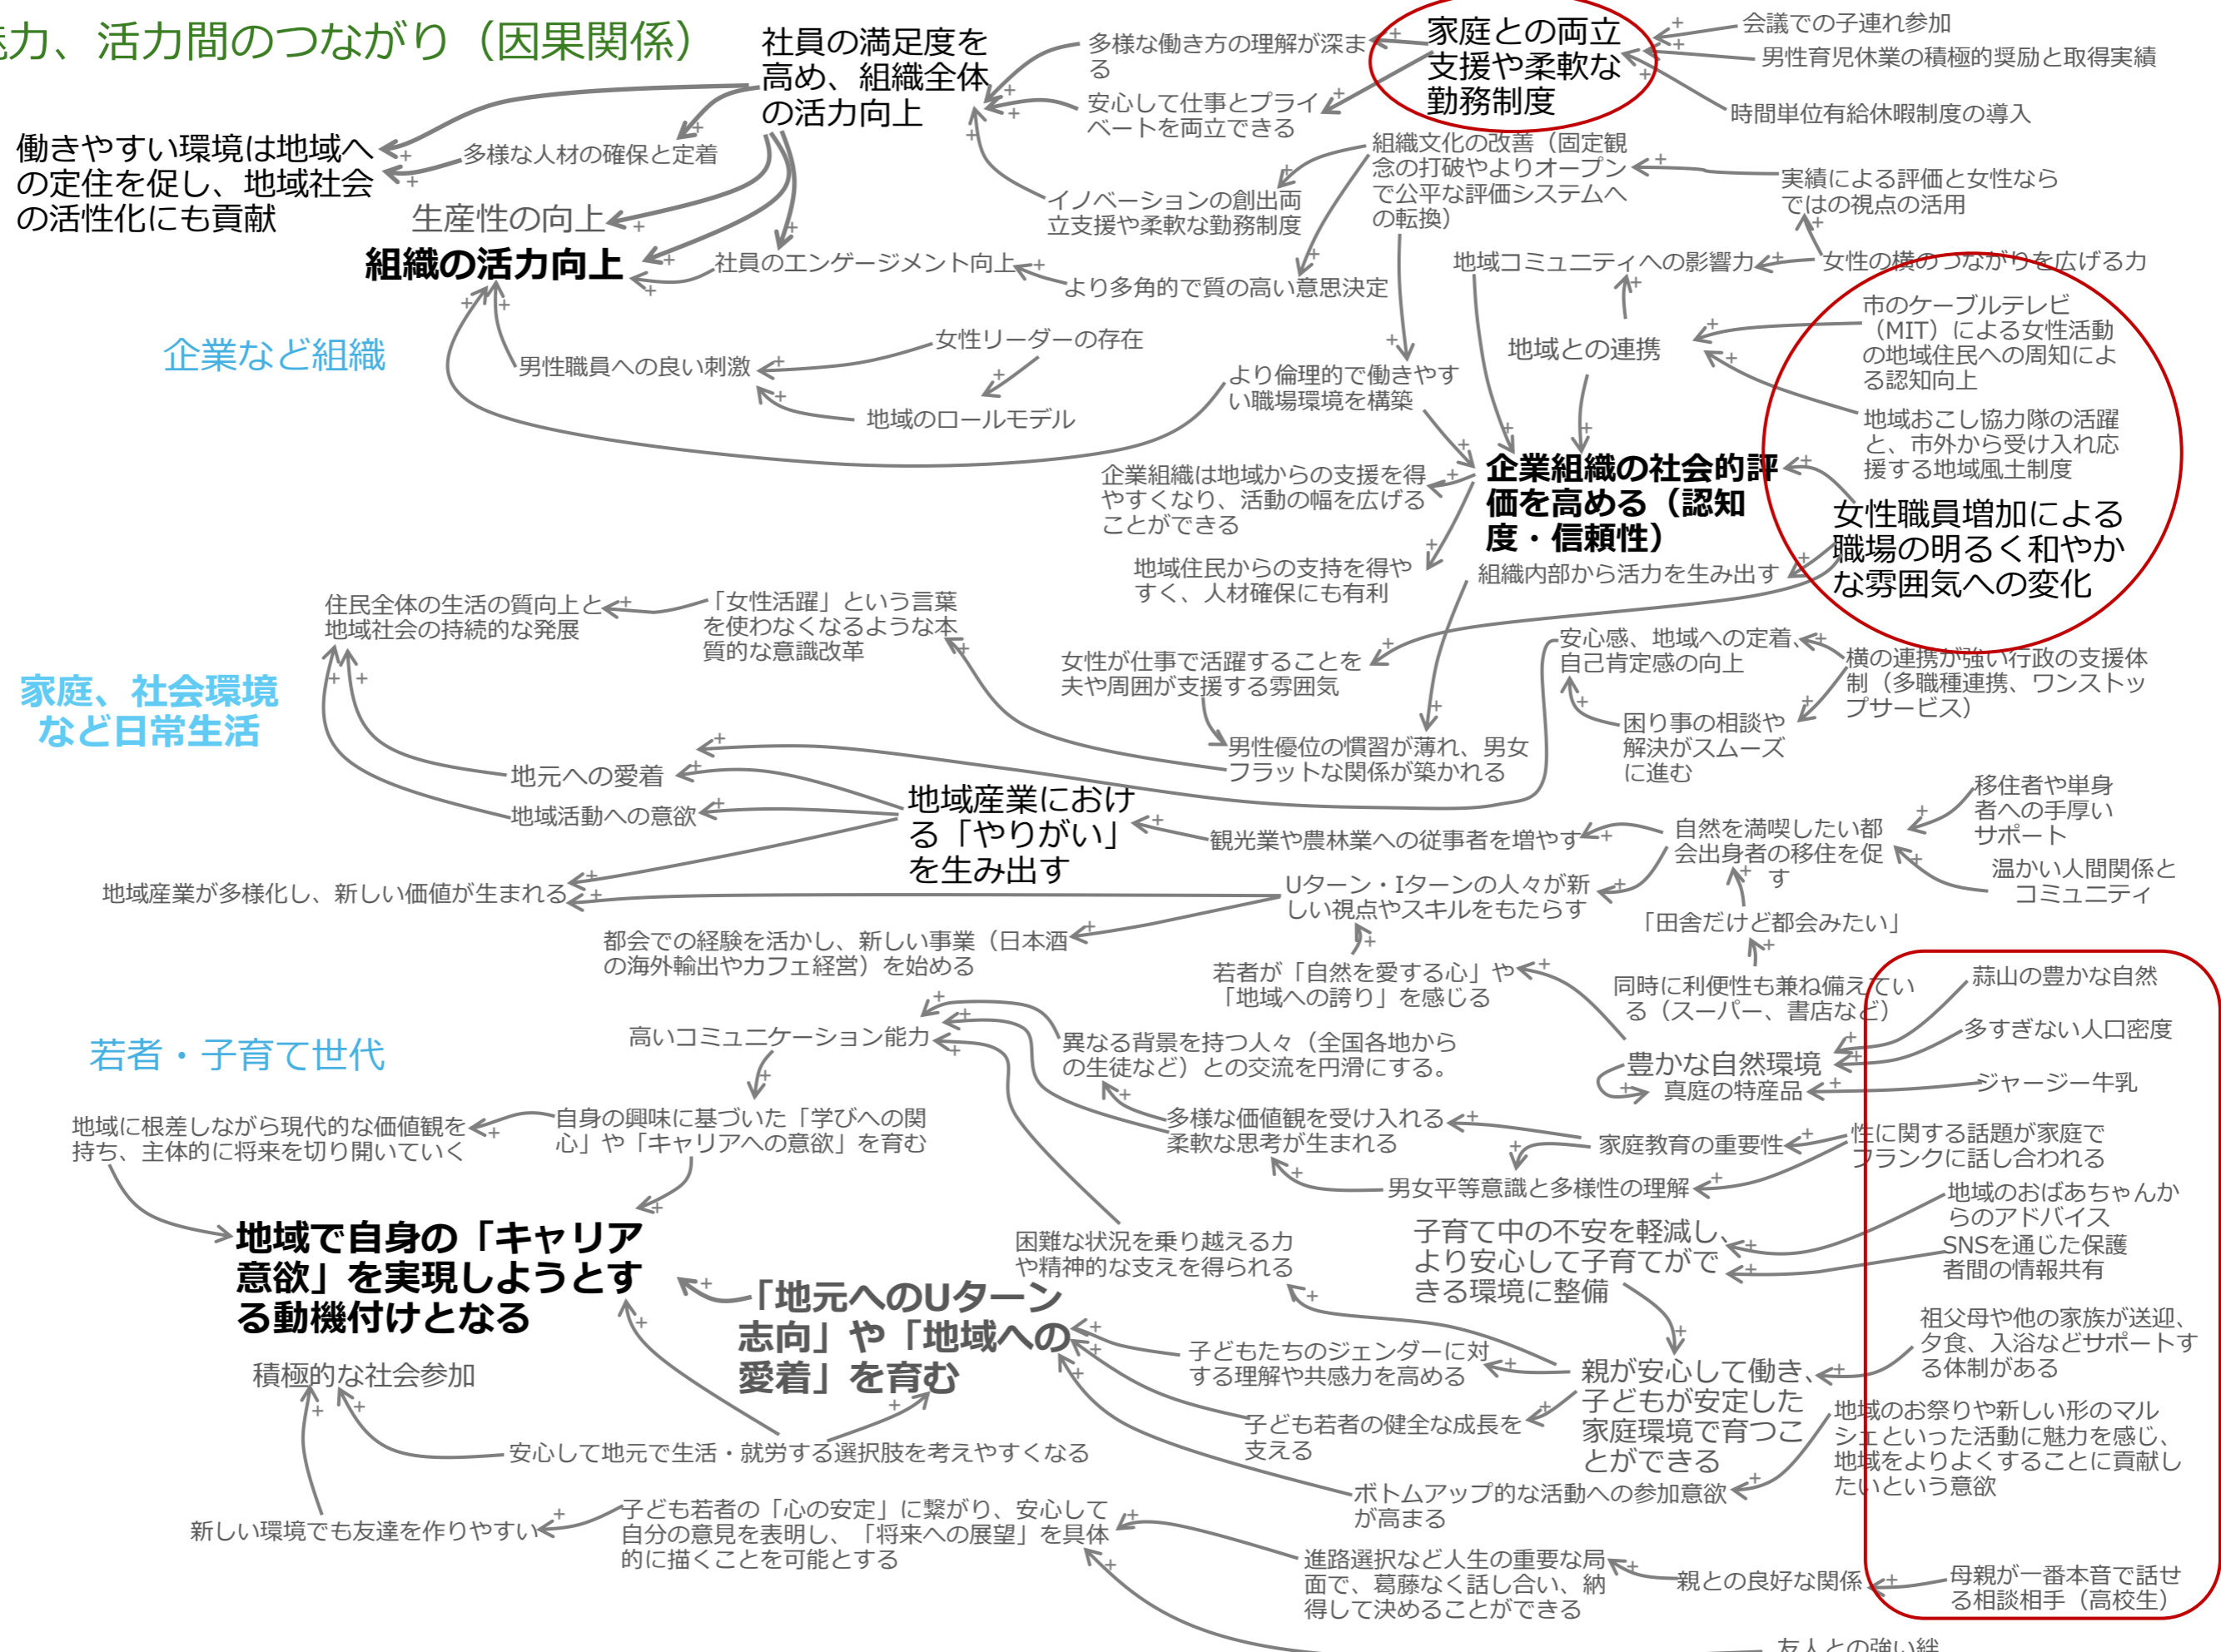 力、活力間のつながり（因果関係）
社員の満足度を
高め、組織全体
の活力向上
多様な働き方の理解が深ま
る
安心して仕事とプライ
ベートを両立できる
家庭との両立
支援や柔軟な
勤務制度
会議での子連れ参加
男性育児休業の積極的奨励と取得実績
時間単位有給休暇制度の導入
働きやすい環境は地域へ
の定住を促し、地域社会
の活性化にも貢献
多様な人材の確保と定着
生産性の向上
組織の活力向上
社員のエンゲージメント向上
イノベーションの創出両
立支援や柔軟な勤務制度
組織文化の改善（固定観
念の打破やよりオープン
で公平な評価システムへ
の転換）
実績による評価と女性なら
ではの視点の活用
より多角的で質の高い意思決定
地域コミュニティへの影響力
女性の横のつながりを広げる力
企業など組織
男性職員への良い刺激
女性リーダーの存在
地域のロールモデル
より倫理的で働きやす
い職場環境を構築
地域との連携
市のケーブルテレビ
（MIT）による女性活動
の地域住民への周知によ
る認知向上
地域おこし協力隊の活躍
と、市外から受け入れ応
援する地域風土制度
企業組織は地域からの支援を得
やすくなり、活動の幅を広げる
ことができる
企業組織の社会的評
価を高める（認知
度・信頼性）
女性職員増加による
職場の明るく和やか
な雰囲気への変化
地域住民からの支持を得や
すく、人材確保にも有利
組織内部から活力を生み出す
住民全体の生活の質向上と
地域社会の持続的な発展
「女性活躍」という言葉
を使わなくなるような本
質的な意識改革
女性が仕事で活躍することを
夫や周囲が支援する雰囲気
安心感、地域への定着、
自己肯定感の向上
横の連携が強い行政の支援体
制（多職種連携、ワンストッ
プサービス）
家庭、社会環境
など日常生活
困り事の相談や
解決がスムーズ
に進む
男性優位の慣習が薄れ、男女
フラットな関係が築かれる
地元への愛着
地域活動への意欲
地域産業におけ
る「やりがい」
を生み出す
観光業や農林業への従事者を増やす
自然を満喫したい都
会出身者の移住を促
す
移住者や単身
者への手厚い
サポート
温かい人間関係と
コミュニティ
地域産業が多様化し、新しい価値が生まれる
Uターン・Iターンの人々が新
しい視点やスキルをもたらす
「田舎だけど都会みたい」
都会での経験を活かし、新しい事業（日本酒
の海外輸出やカフェ経営）を始める
若者が「自然を愛する心」や
「地域への誇り」を感じる
同時に利便性も兼ね備えてい
る（スーパー、書店など）
蒜山の豊かな自然
多すぎない人口密度
ジャージー牛乳
豊かな自然環境
真庭の特産品
若者・子育て世代
高いコミュニケーション能力
異なる背景を持つ人々（全国各地から
の生徒など）との交流を円滑にする。
地域に根差しながら現代的な価値観を
持ち、主体的に将来を切り開いていく
自身の興味に基づいた「学びへの関
心」や「キャリアへの意欲」を育む
多様な価値観を受け入れる
柔軟な思考が生まれる
家庭教育の重要性
性に関する話題が家庭で
フランクに話し合われる
男女平等意識と多様性の理解
地域のおばあちゃんか
らのアドバイス
SNSを通じた保護
者間の情報共有
地域で自身の「キャリア
意欲」を実現しようとす
る動機付けとなる
困難な状況を乗り越える力
や精神的な支えを得られる
子育て中の不安を軽減し、
より安心して子育てがで
きる環境に整備
「地元へのUターン
志向」や「地域への
愛着」を育む
祖父母や他の家族が送迎、
夕食、入浴などサポートす
る体制がある
積極的な社会参加
子どもたちのジェンダーに対
する理解や共感力を高める
親が安心して働き、
子どもが安定した
家庭環境で育つこ
とができる
子ども若者の健全な成長を
支える
地域のお祭りや新しい形のマル
シェといった活動に魅力を感じ、
地域をよりよくすることに貢献し
たいという意欲
安心して地元で生活・就労する選択肢を考えやすくなる
ボトムアップ的な活動への参加意欲
が高まる
新しい環境でも友達を作りやすい
子ども若者の「心の安定」に繋がり、安心して
自分の意見を表明し、「将来への展望」を具体
的に描くことを可能とする
進路選択など人生の重要な局
面で、葛藤なく話し合い、納
得して決めることができる
親との良好な関係
母親が一番本音で話せ
る相談相手（高校生）
友人との強い絆